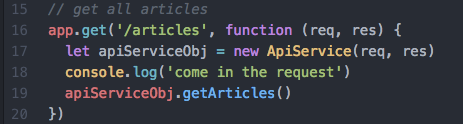 15 // get all articles
16 app.get('/articles', function (req, res) {
17   let apiServiceObj = new ApiService(req, res)
18   console.log('come in the request')
19   apiServiceObj.getArticles()
20 })